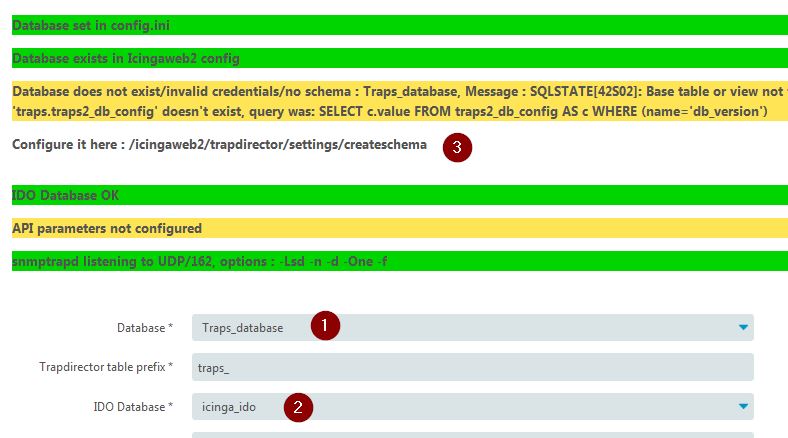 Database set in config.ini
Database exists in Icingaweb2 config
Database does not exist/invalid credentials/no schema : Traps_database, Message : SQLSTATE[42S02]: Base table or view not
'traps.traps2_db_config' doesn't exist, query was: SELECT c.value FROM traps2_db_config AS c WHERE (name='db_version')
Configure it here : /icingaweb2/trapdirector/settings/createschema 3
IDO Database OK
API parameters not configured
snmptrapd listening to UDP/162, options : -Lsd -n -d -One -f
Database * Traps_database 1
Trapdirector table prefix * traps_
IDO Database * icinga_ido 2